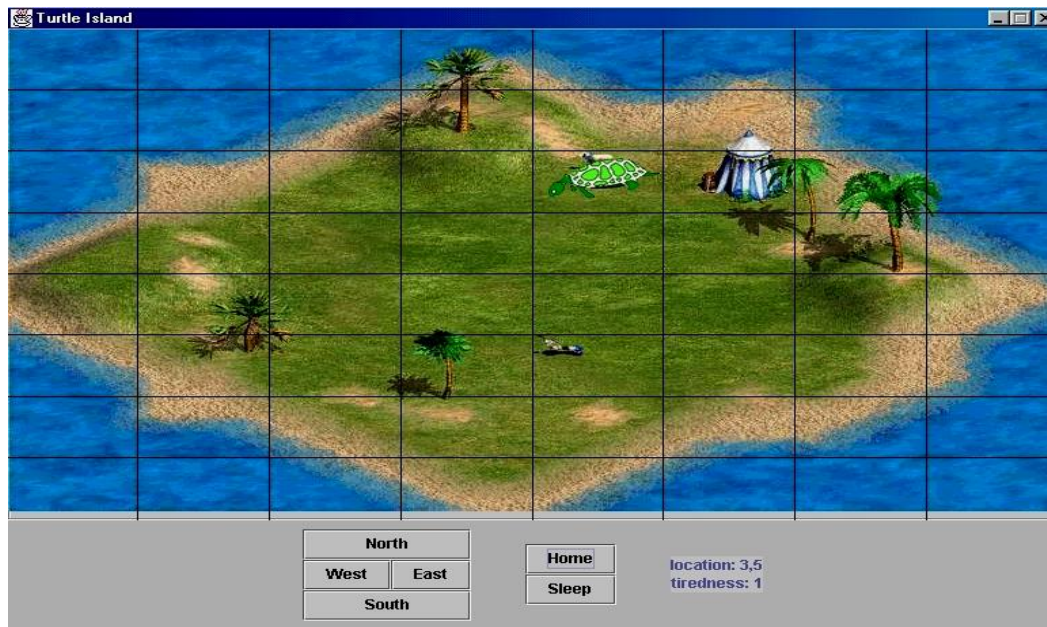 Turtle Island
North
West East
South
Home
Sleep
location: 3,5
tiredness: 1